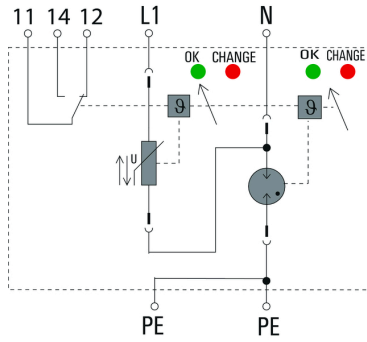 11 14 12 L1 N
OK CHANGE OK CHANGE
ϑ ϑ
U
PE PE